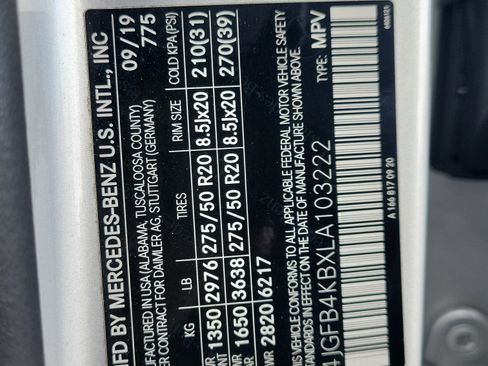 MFD BY MERCEDES-BENZ U.S. INTL., INC
MANUFACTURED IN USA (ALABAMA, TUSCALOOSA COUNTY)
FOR DAIMLER AG, STUTTGART (GERMANY)
09/19
775
KG LB TIRES RIM SIZE COLD KPA (PSI)
1350 2976 275/50 R20 8.5Jx20 210(31)
1650 3638 275/50 R20 8.5Jx20 270(39)
2820 6217
THIS VEHICLE CONFORMS TO ALL APPLICABLE FEDERAL MOTOR VEHICLE SAFETY
STANDARDS IN EFFECT ON THE DATE OF MANUFACTURE SHOWN ABOVE.
4JGFB4KBXLA103222 TYPE: MPV
A 166 817 09 20